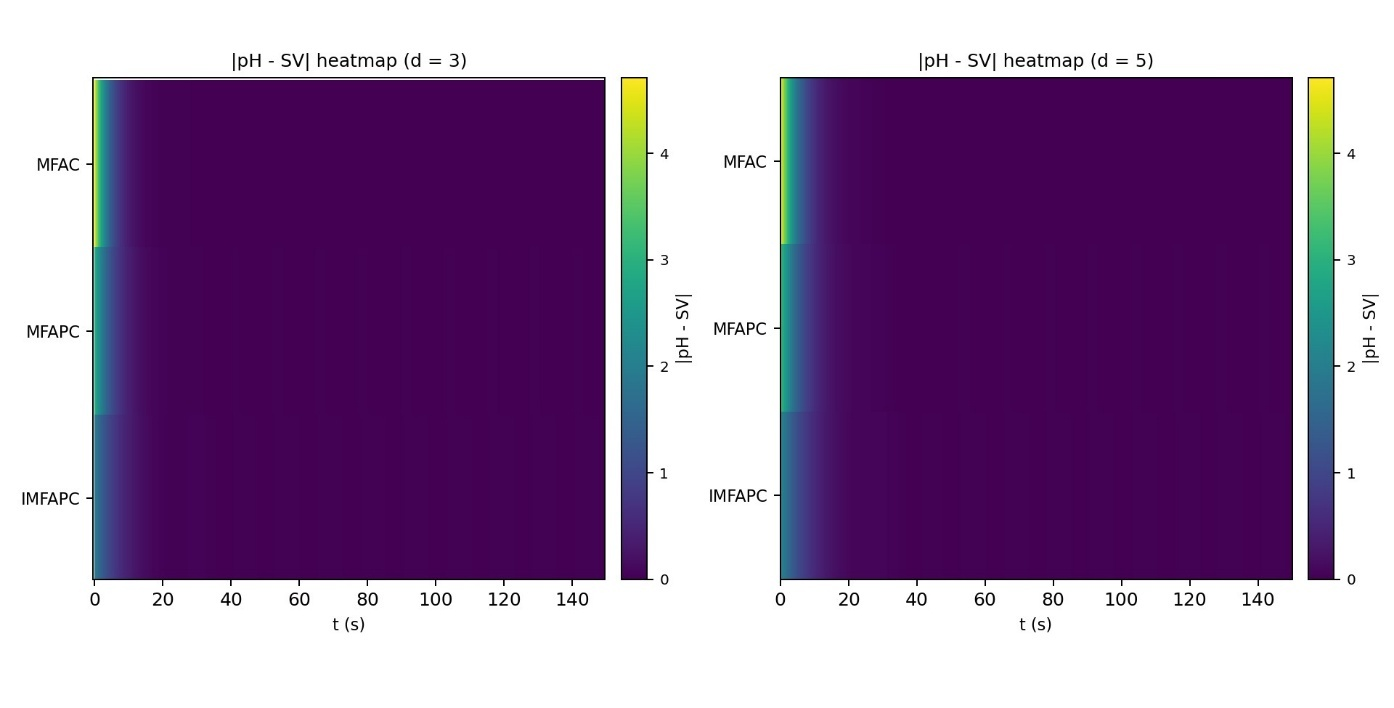 |pH - SV| heatmap (d = 3)
MFAC
MFAPC
IMFAPC
0 20 40 60 80 100 120 140
t (s)
4
3
2
1
0
|pH - SV|
|pH - SV| heatmap (d = 5)
MFAC
MFAPC
IMFAPC
0 20 40 60 80 100 120 140
t (s)
4
3
2
1
0
|pH - SV|